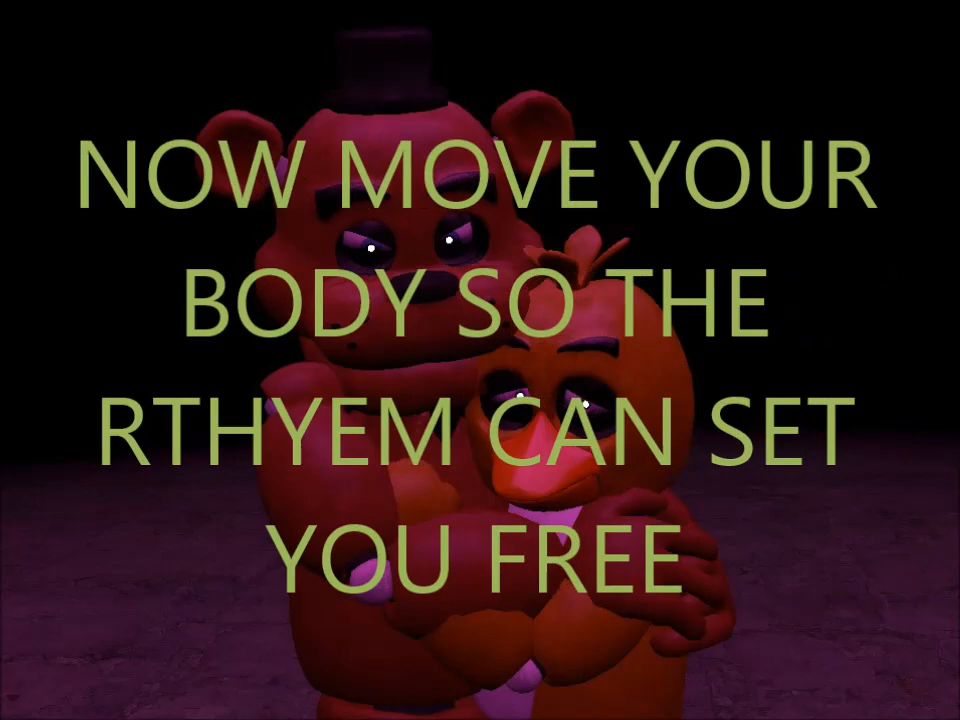 NOW MOVE YOUR
BODY SO THE
RTHYEM CAN SET
YOU FREE